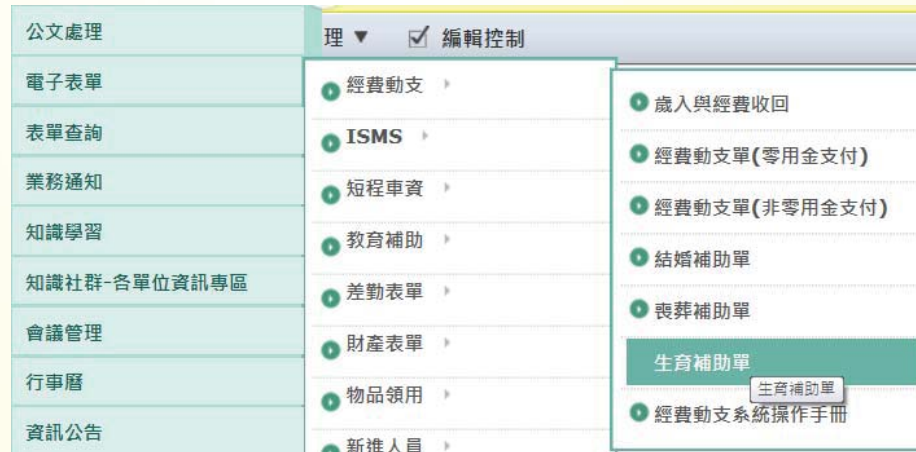 公文處理
電子表單
表單查詢
業務通知
知識學習
知識社群-各單位資訊專區
會議管理
行事曆
資訊公告
理 ▼ 編輯控制
經費動支
ISMS
短程車資
教育補助
差勤表單
財產表單
物品領用
新進人員
歲入與經費收回
經費動支單(零用金支付)
經費動支單(非零用金支付)
結婚補助單
喪葬補助單
生育補助單
生育補助單
經費動支系統操作手冊